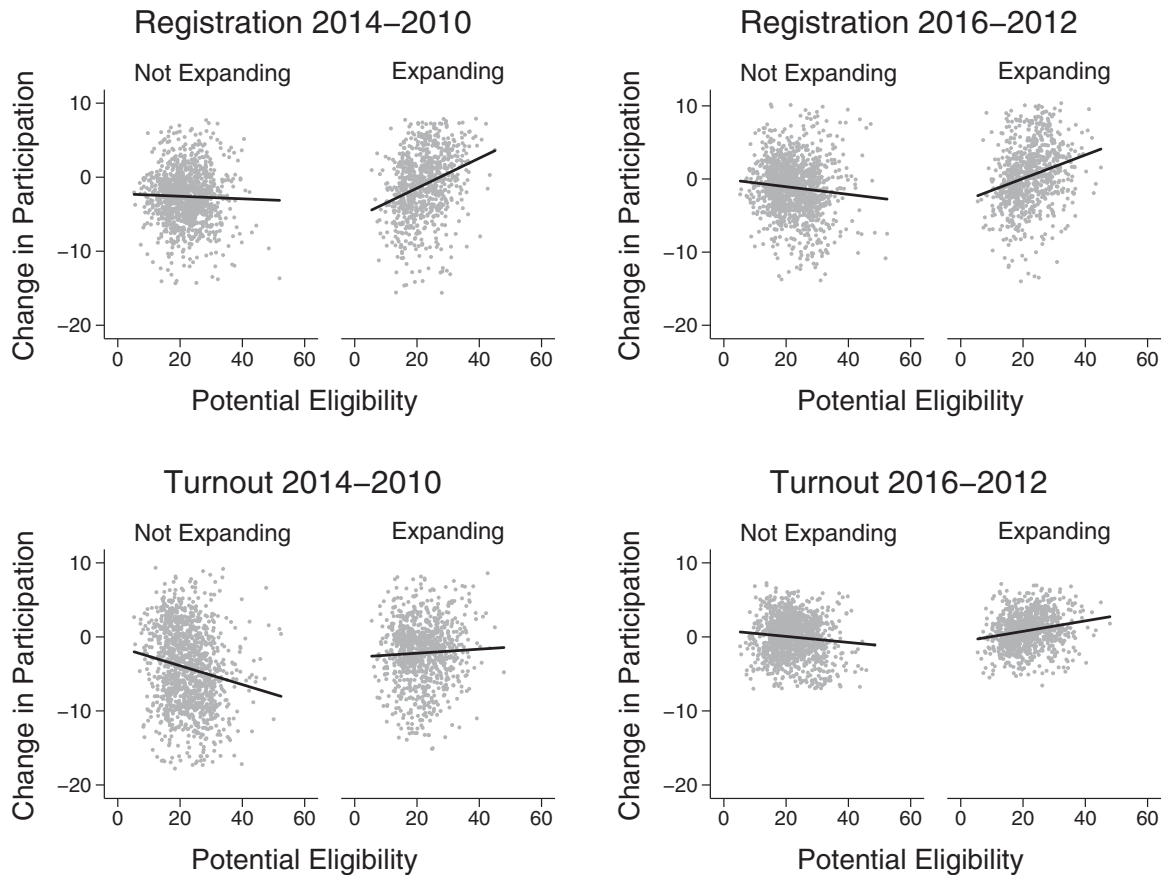 Registration 2014−2010
Not Expanding
Expanding
Change in Participation
10
0
−10
−20
0 20 40 60
0 20 40 60
Potential Eligibility
Registration 2016−2012
Not Expanding
Expanding
Change in Participation
10
0
−10
−20
0 20 40 60
0 20 40 60
Potential Eligibility
Turnout 2014−2010
Not Expanding
Expanding
Change in Participation
10
0
−10
−20
0 20 40 60
0 20 40 60
Potential Eligibility
Turnout 2016−2012
Not Expanding
Expanding
Change in Participation
10
0
−10
−20
0 20 40 60
0 20 40 60
Potential Eligibility